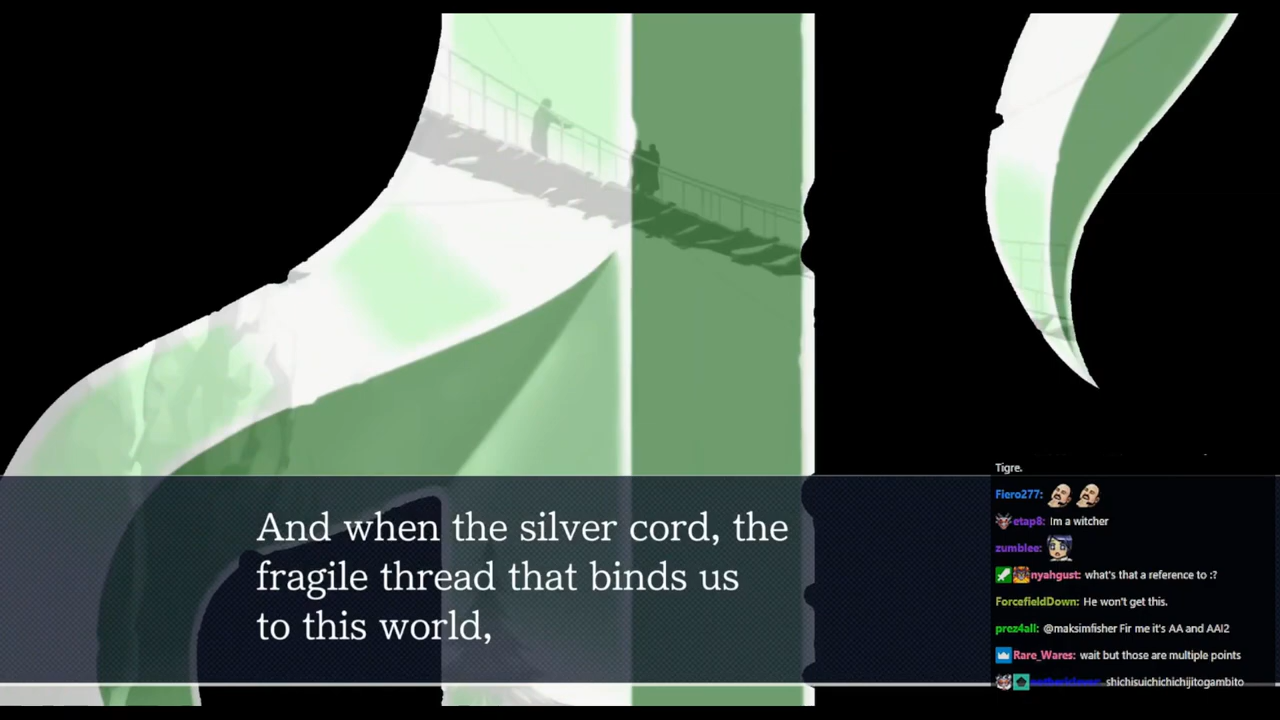 And when the silver cord, the
fragile thread that binds us
to this world,
Tigre.
Fiero277:
etap8: Im a witcher
zumblee:
nyahgust: what's that a reference to :?
ForcefieldDown: He won't get this.
prez4all: @maksimfisher Fir me it's AA and AAI2
Rare_Wares: wait but those are multiple points
shichisuichichichijitogambito